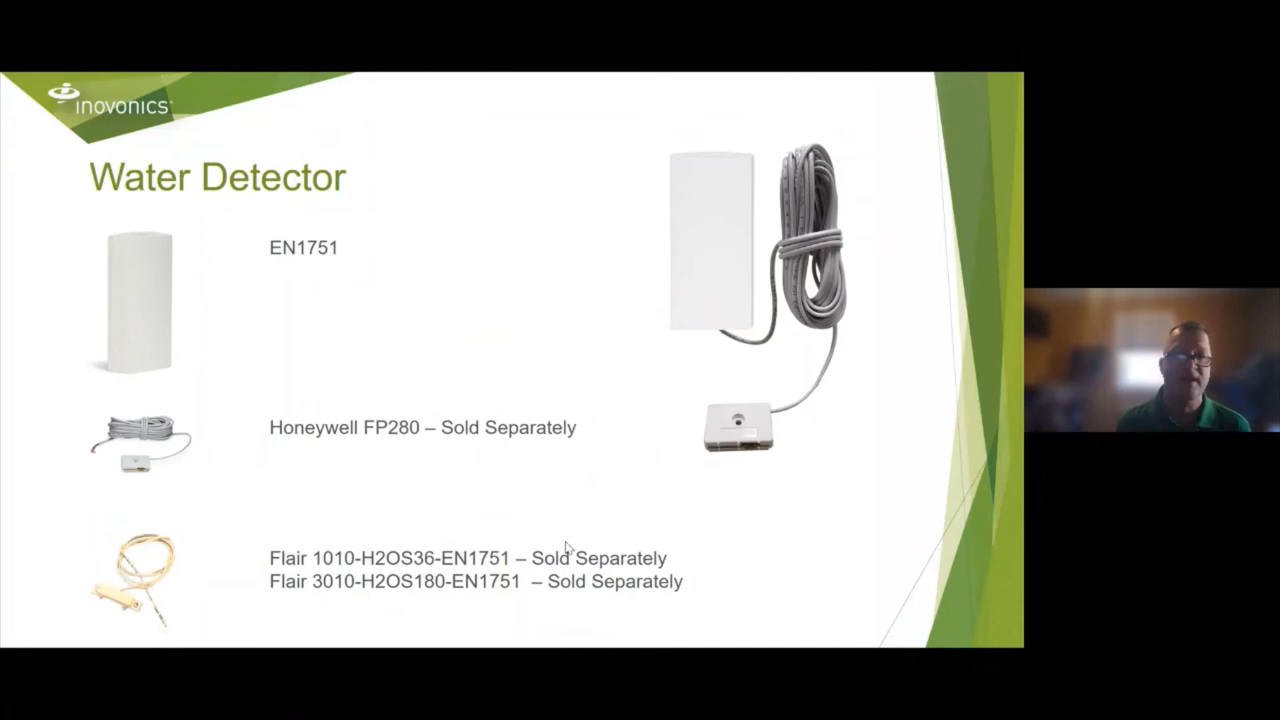 inovonics
Water Detector
EN1751
Honeywell FP280 – Sold Separately
Flair 1010-H2OS36-EN1751 – Sold Separately
Flair 3010-H2OS180-EN1751 – Sold Separately